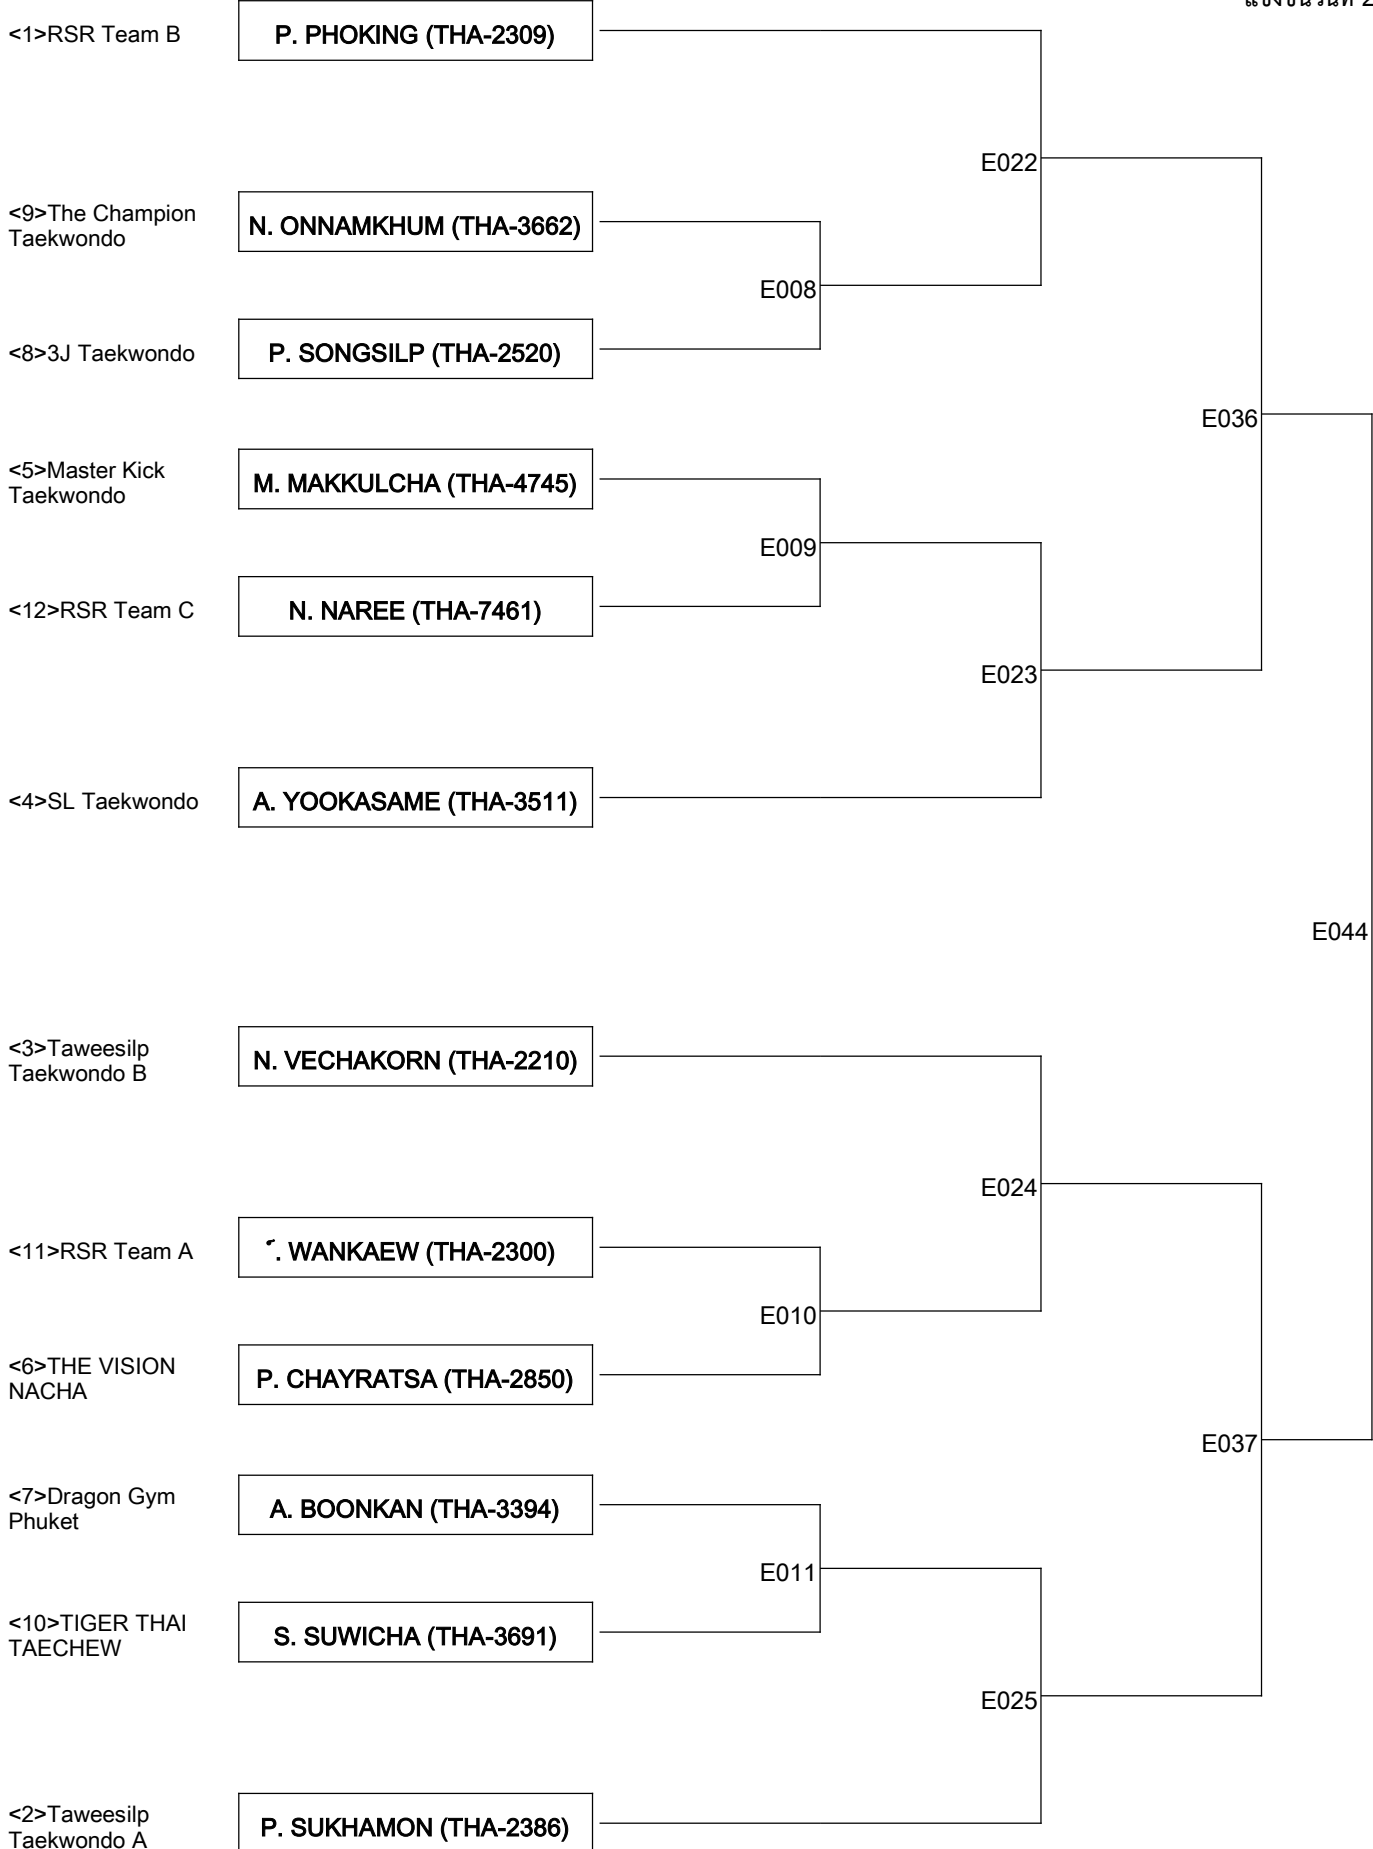 <1>RSR Team B
P. PHOKING (THA-2309)
E022
<9>The Champion
Taekwondo
N. ONNAMKHUM (THA-3662)
E008
<8>3J Taekwondo
P. SONGSILP (THA-2520)
E036
<5>Master Kick
Taekwondo
M. MAKKULCHA (THA-4745)
E009
<12>RSR Team C
N. NAREE (THA-7461)
E023
<4>SL Taekwondo
A. YOOKASAME (THA-3511)
E044
<3>Taweesilp
Taekwondo B
N. VECHAKORN (THA-2210)
E024
<11>RSR Team A
WANKAEW (THA-2300)
E010
<6>THE VISION
NACHA
P. CHAYRATSA (THA-2850)
E037
<7>Dragon Gym
Phuket
A. BOONKAN (THA-3394)
E011
<10>TIGER THAI
TAECHEW
S. SUWICHA (THA-3691)
E025
<2>Taweesilp
Taekwondo A
P. SUKHAMON (THA-2386)